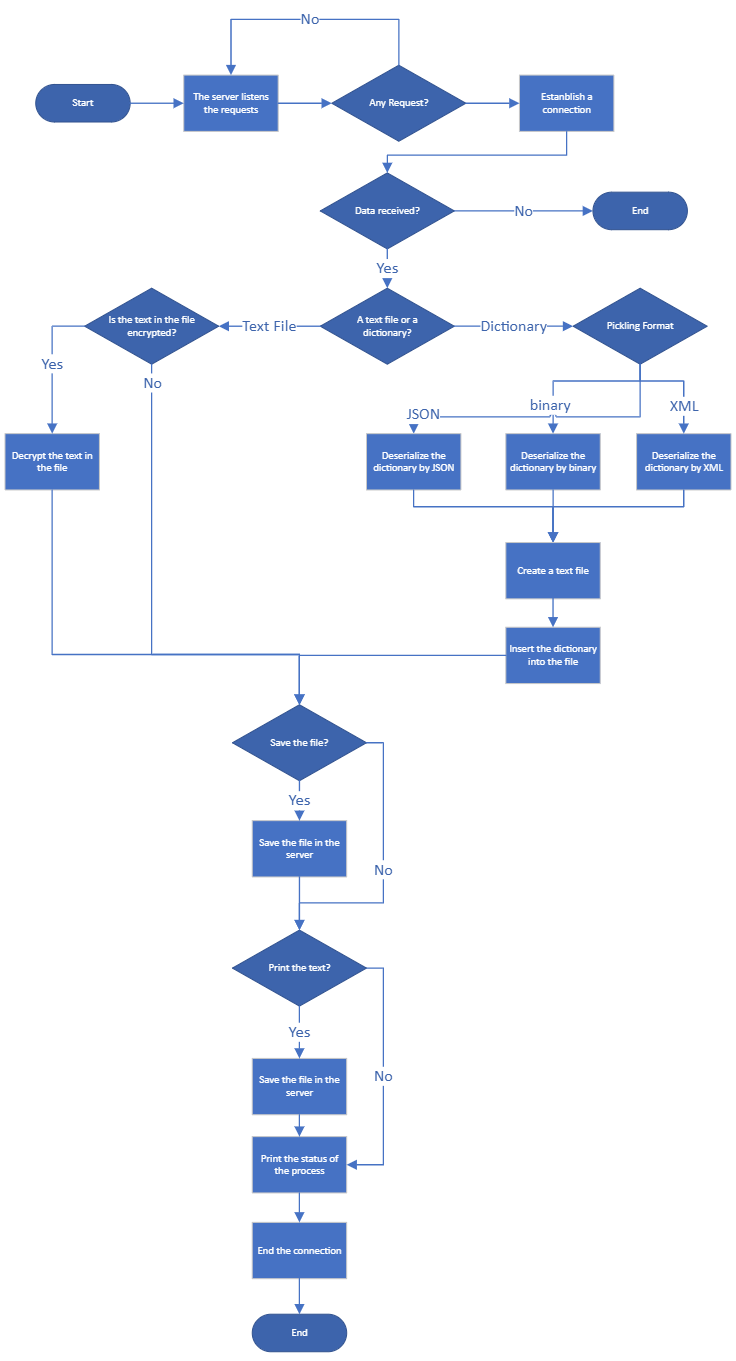 No
Start
The server listens
the requests
Any Request?
Establish a
connection
Data received?
No
End
Yes
Is the text in the file
encrypted?
Text File
A text file or a
dictionary?
Dictionary
Pickling Format
Yes
No
JSON
binary
XML
Decrypt the text in
the file
Deserialize the
dictionary by JSON
Deserialize the
dictionary by binary
Deserialize the
dictionary by XML
Create a text file
Insert the dictionary
into the file
Save the file?
Yes
Save the file in the
server
No
Print the text?
Yes
No
Save the file in the
server
Print the status of
the process
End the connection
End